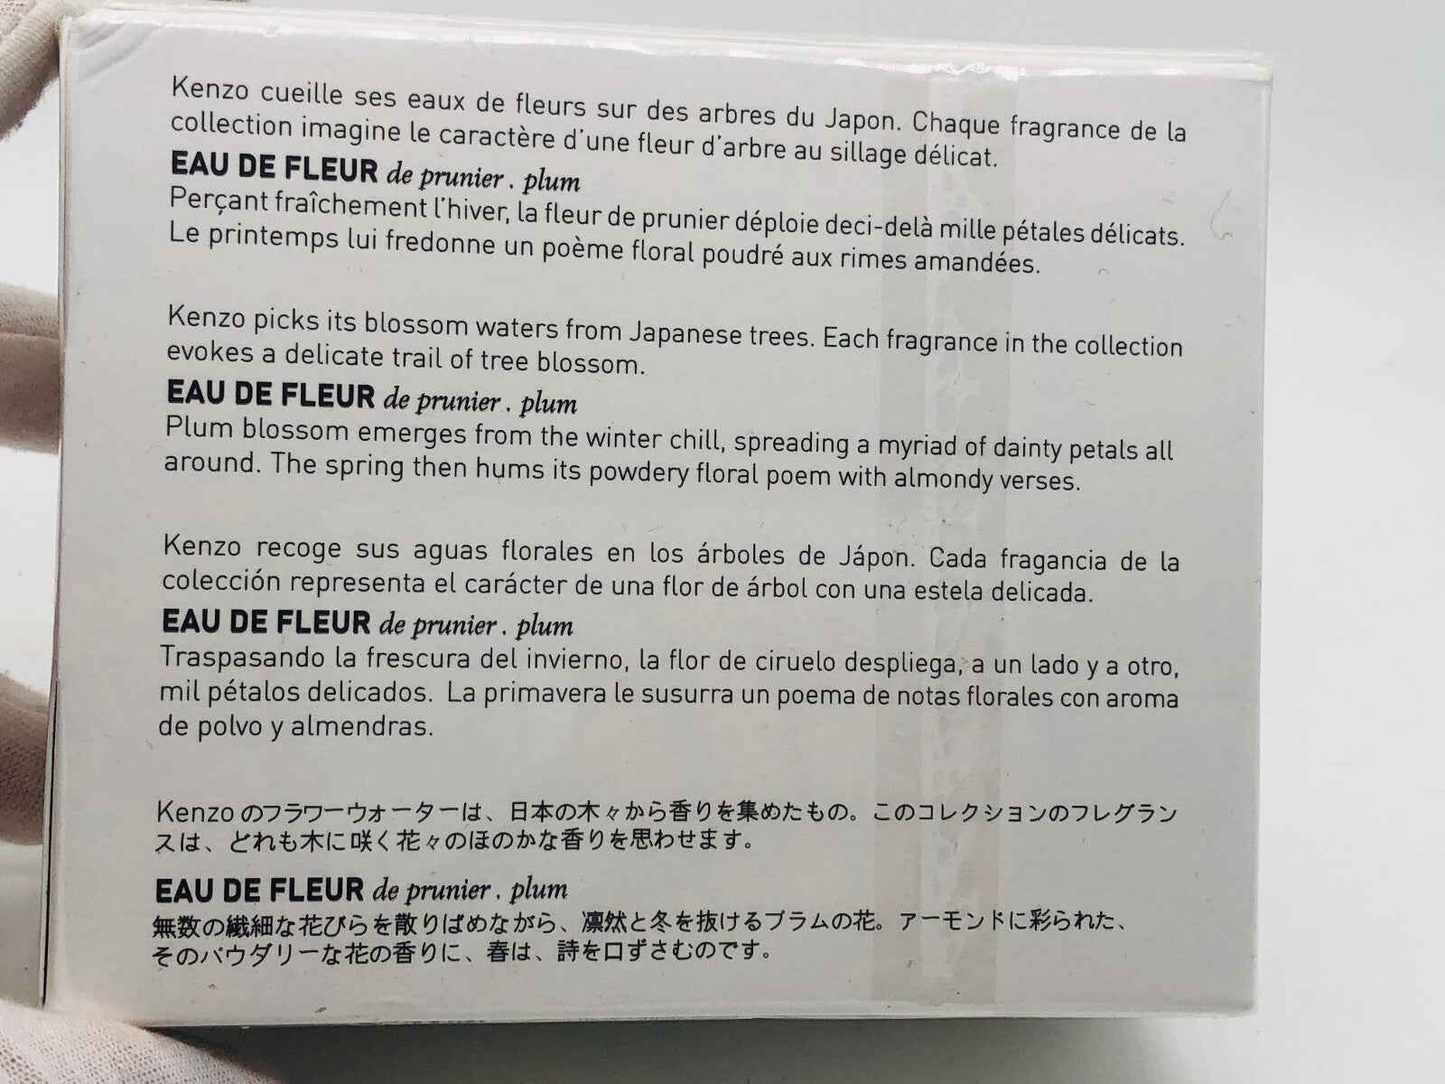 Kenzo cueille ses eaux de fleurs sur des arbres du Japon. Chaque fragrance de la
collection imagine le caractère d'une fleur d'arbre au sillage délicat.
EAU DE FLEUR de prunier . plum
Perçant fraîchement l'hiver, la fleur de prunier déploie deci-delà mille pétales délicats.
Le printemps lui fredonne un poème floral poudré aux rimes amandées.
Kenzo picks its blossom waters from Japanese trees. Each fragrance in the collection
evokes a delicate trail of tree blossom.
EAU DE FLEUR de prunier . plum
Plum blossom emerges from the winter chill, spreading a myriad of dainty petals all
around. The spring then hums its powdery floral poem with almondy verses.
Kenzo recoge sus aguas florales en los árboles de Jápon. Cada fragancia de la
colección representa el carácter de una flor de árbol con una estela delicada.
EAU DE FLEUR de prunier . plum
Traspasando la frescura del invierno, la flor de ciruelo despliega, a un lado y a otro,
mil pétalos delicados. La primavera le susurra un poema de notas florales con aroma
de polvo y almendras.
Kenzo のフラワーウォーターは、日本の木々から香りを集めたもの。このコレクションのフレグラン
スは、どれも木に咲く花々のほのかな香りを思わせます。
EAU DE FLEUR de prunier . plum
無数の繊細な花びらを散りばめながら、凛然と冬を抜けるプラムの花。アーモンドに彩られた、
そのパウダリーな花の香りに、春は、詩を口ずさむのです。